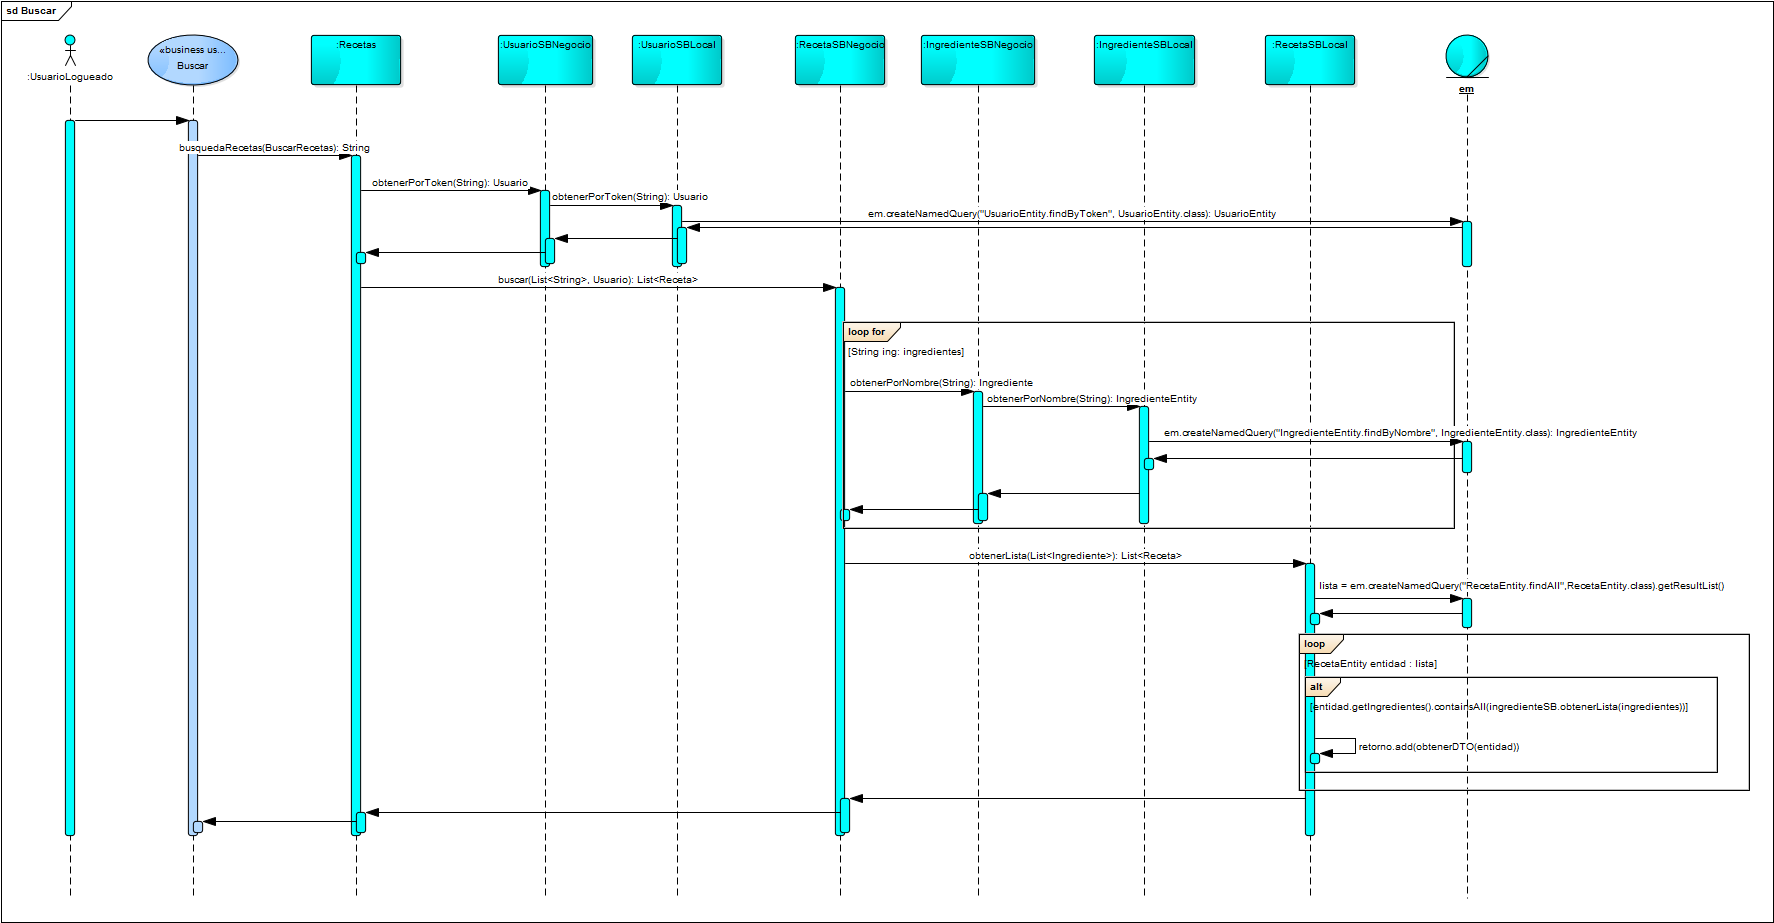 sd Buscar
:UsuarioLogueado
«business us...
Buscar
:Recetas
:UsuarioSBNegocio
:UsuarioSBLocal
:RecetaSBNegocio
:IngredienteSBNegocio
:IngredienteSBLocal
:RecetaSBLocal
em
busquedaRecetas(BuscarRecetas): String
obtenerPorToken(String): Usuario
obtenerPorToken(String): Usuario
em.createNamedQuery("UsuarioEntity.findByToken", UsuarioEntity.class): UsuarioEntity
buscar(List<String>, Usuario): List<Receta>
loop for
[String ing: ingredientes]
obtenerPorNombre(String): Ingrediente
obtenerPorNombre(String): IngredienteEntity
em.createNamedQuery("IngredienteEntity.findByNombre", IngredienteEntity.class): IngredienteEntity
obtenerLista(List<Ingrediente>): List<Receta>
lista = em.createNamedQuery("RecetaEntity.findAll",RecetaEntity.class).getResultList()
loop
[RecetaEntity entidad : lista]
alt
[entidad.getIngredientes().containsAll(ingredienteSB.obtenerLista(ingredientes))]
retorno.add(obtenerDTO(entidad))